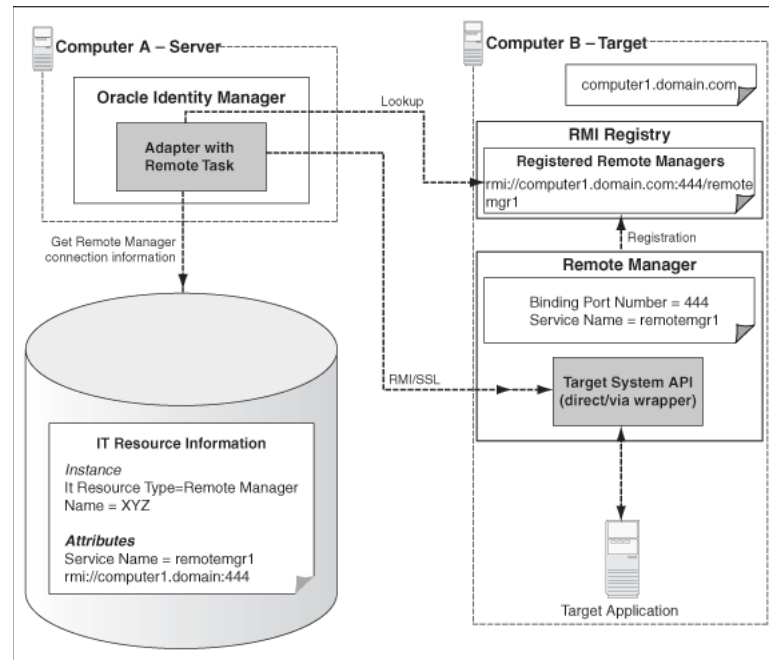 Computer A – Server
Oracle Identity Manager
Adapter with
Remote Task
Get Remote Manager
connection information
IT Resource Information
Instance
It Resource Type=Remote Manager
Name = XYZ
Attributes
Service Name = remotemgr1
rmi://computer1.domain:444
Lookup
RMI/SSL
Computer B – Target
computer1.domain.com
RMI Registry
Registered Remote Managers
rmi://computer1.domain.com:444/remote
mgr1
Registration
Remote Manager
Binding Port Number = 444
Service Name = remotemgr1
Target System API
(direct/via wrapper)
Target Application